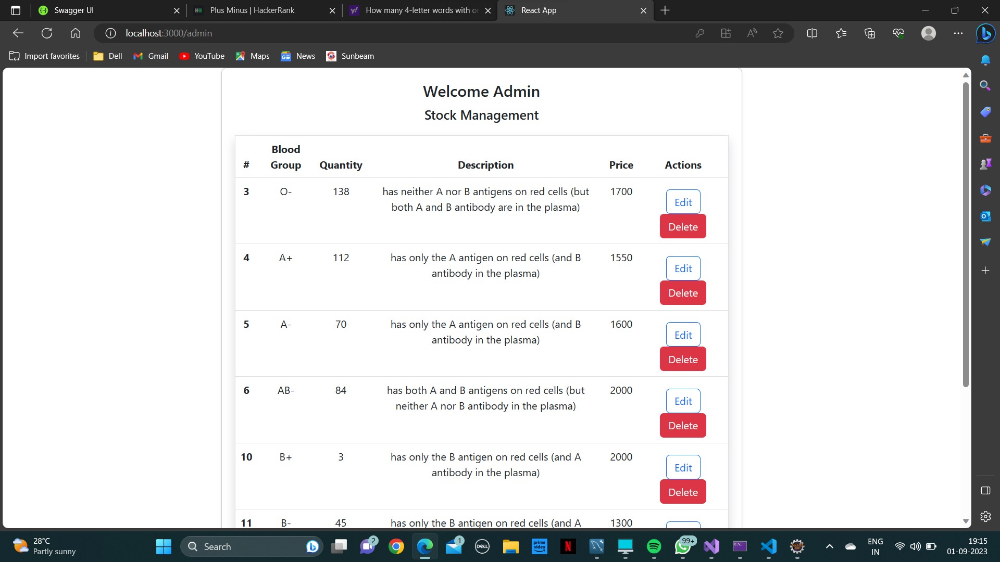 Swagger UI
Plus Minus | HackerRank
How many 4-letter words with or
React App
localhost:3000/admin
Import favorites
Dell
Gmail
YouTube
Maps
News
Sunbeam
Welcome Admin
Stock Management
# Blood Group Quantity Description Price Actions
3 O- 138 has neither A nor B antigens on red cells (but 1700
both A and B antibody are in the plasma)
Edit
Delete
4 A+ 112 has only the A antigen on red cells (and B 1550
antibody in the plasma)
Edit
Delete
5 A- 70 has only the A antigen on red cells (and B 1600
antibody in the plasma)
Edit
Delete
6 AB- 84 has both A and B antigens on red cells (but 2000
neither A nor B antibody in the plasma)
Edit
Delete
10 B+ 3 has only the B antigen on red cells (and A 2000
antibody in the plasma)
Edit
Delete
11 B- 45 has only the B antigen on red cells (and A 1300
28°C
Partly sunny
Search
2
1
DELL
prime video
N
99+
ENG
IN
19:15
01-09-2023